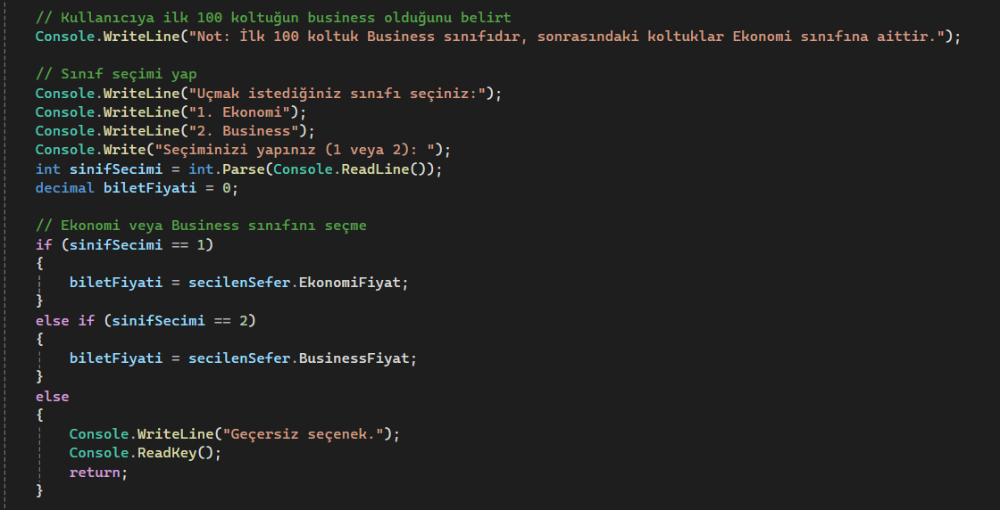 // Kullanıcıya ilk 100 koltuğun business olduğunu belirt
Console.WriteLine("Not: İlk 100 koltuk Business sınıfıdır, sonrasındaki koltuklar Ekonomi sınıfına aittir.");
// Sınıf seçimi yap
Console.WriteLine("Uçmak istediğiniz sınıfı seçiniz:");
Console.WriteLine("1. Ekonomi");
Console.WriteLine("2. Business");
Console.Write("Seçiminizi yapınız (1 veya 2): ");
int sinifSecimi = int.Parse(Console.ReadLine());
decimal biletFiyati = 0;
// Ekonomi veya Business sınıfını seçme
if (sinifSecimi == 1)
{
    biletFiyati = secilenSefer.EkonomiFiyat;
}
else if (sinifSecimi == 2)
{
    biletFiyati = secilenSefer.BusinessFiyat;
}
else
{
    Console.WriteLine("Geçersiz seçenek.");
    Console.ReadKey();
    return;
}